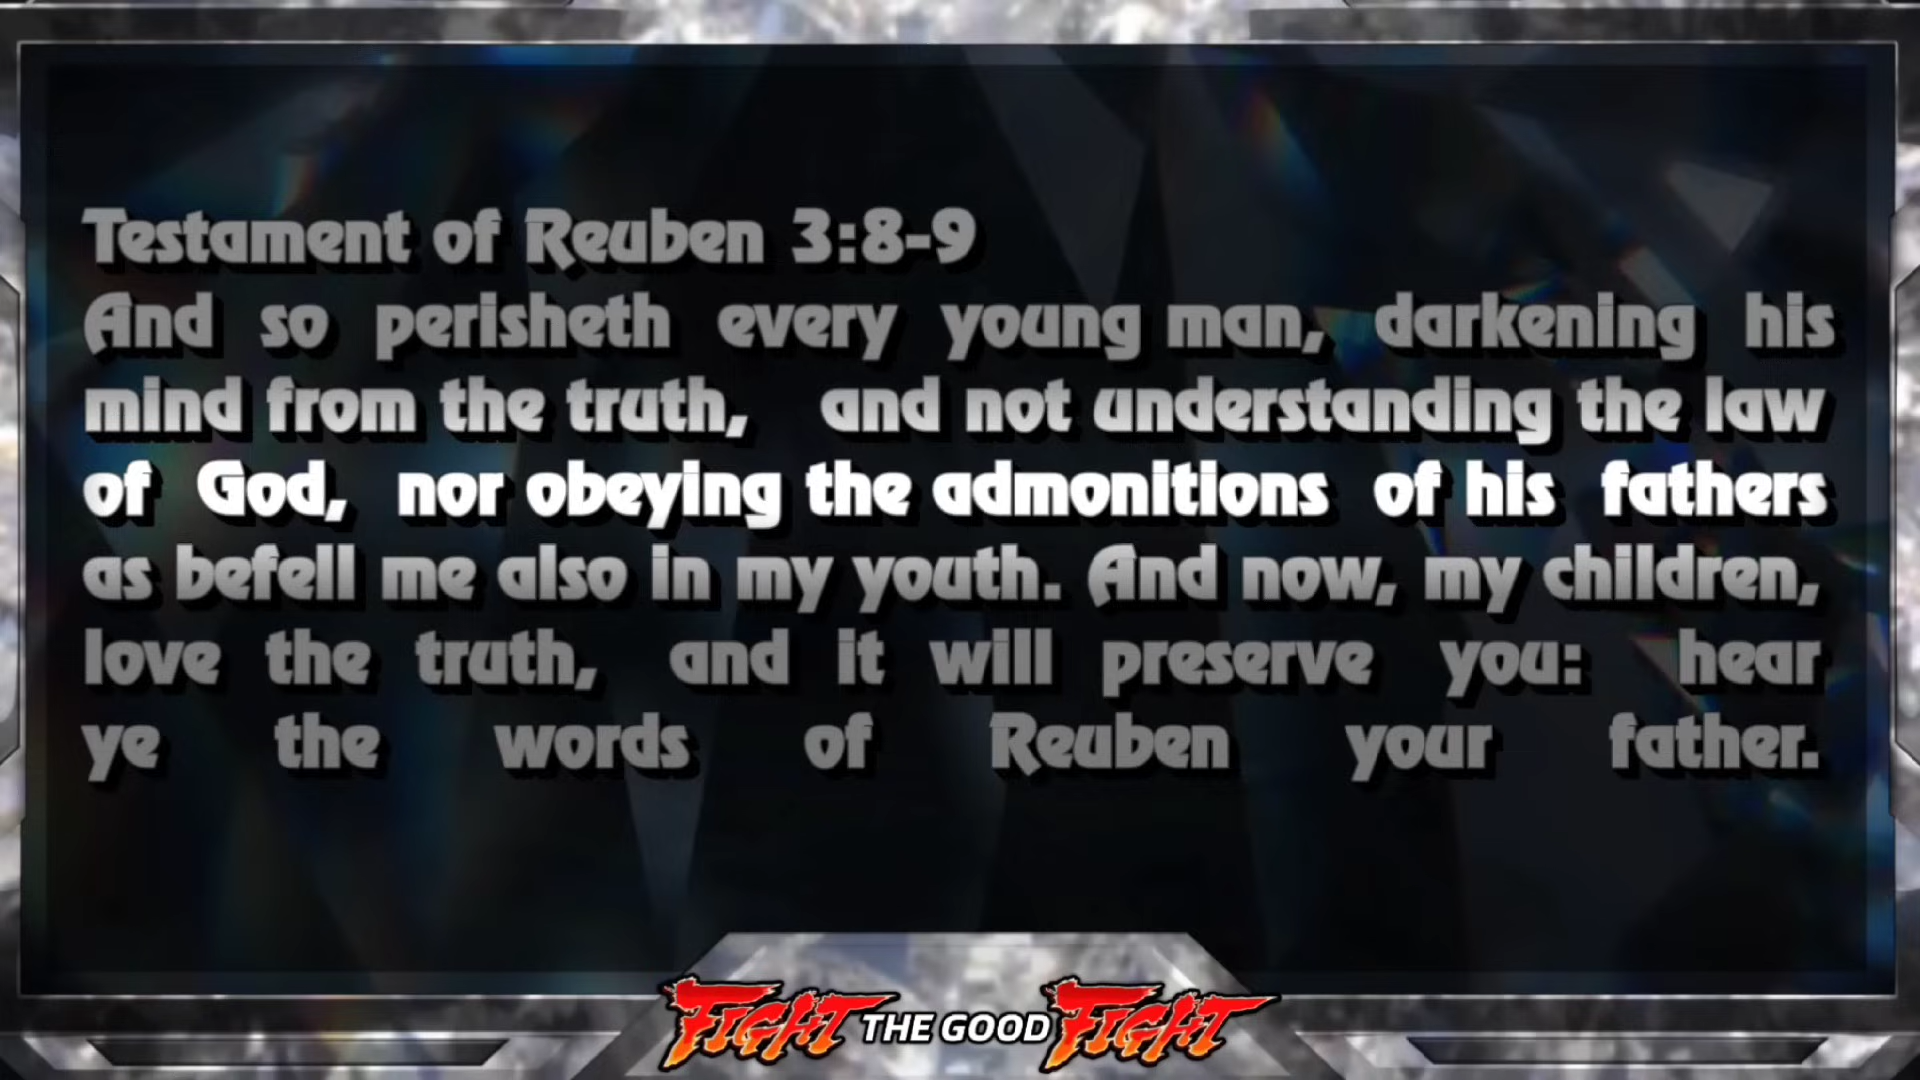 Testament of Reuben 3:8-9
And so perisheth every young man, darkening his
mind from the truth, and not understanding the law
of God, nor obeying the admonitions of his fathers
as befell me also in my youth. And now, my children,
love the truth, and it will preserve you: hear
ye the words of Reuben your father.
FIGHT THE GOOD FIGHT